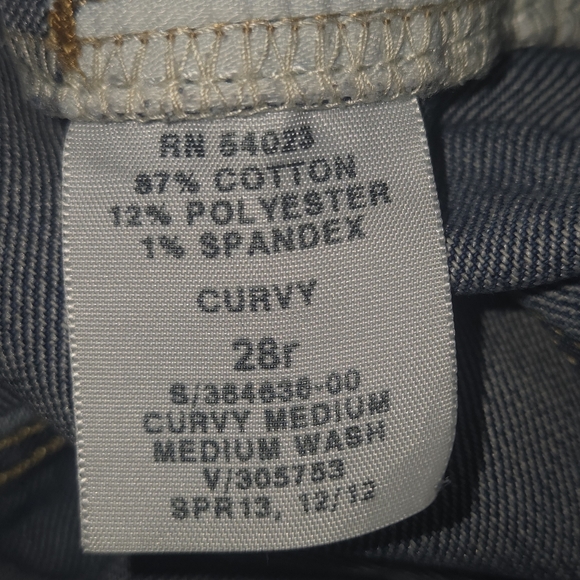 RN 54023
87% COTTON
12% POLYESTER
1% SPANDEX
CURVY
28r
S/364636-00
CURVY MEDIUM
MEDIUM WASH
V/305753
SPR13, 12/12